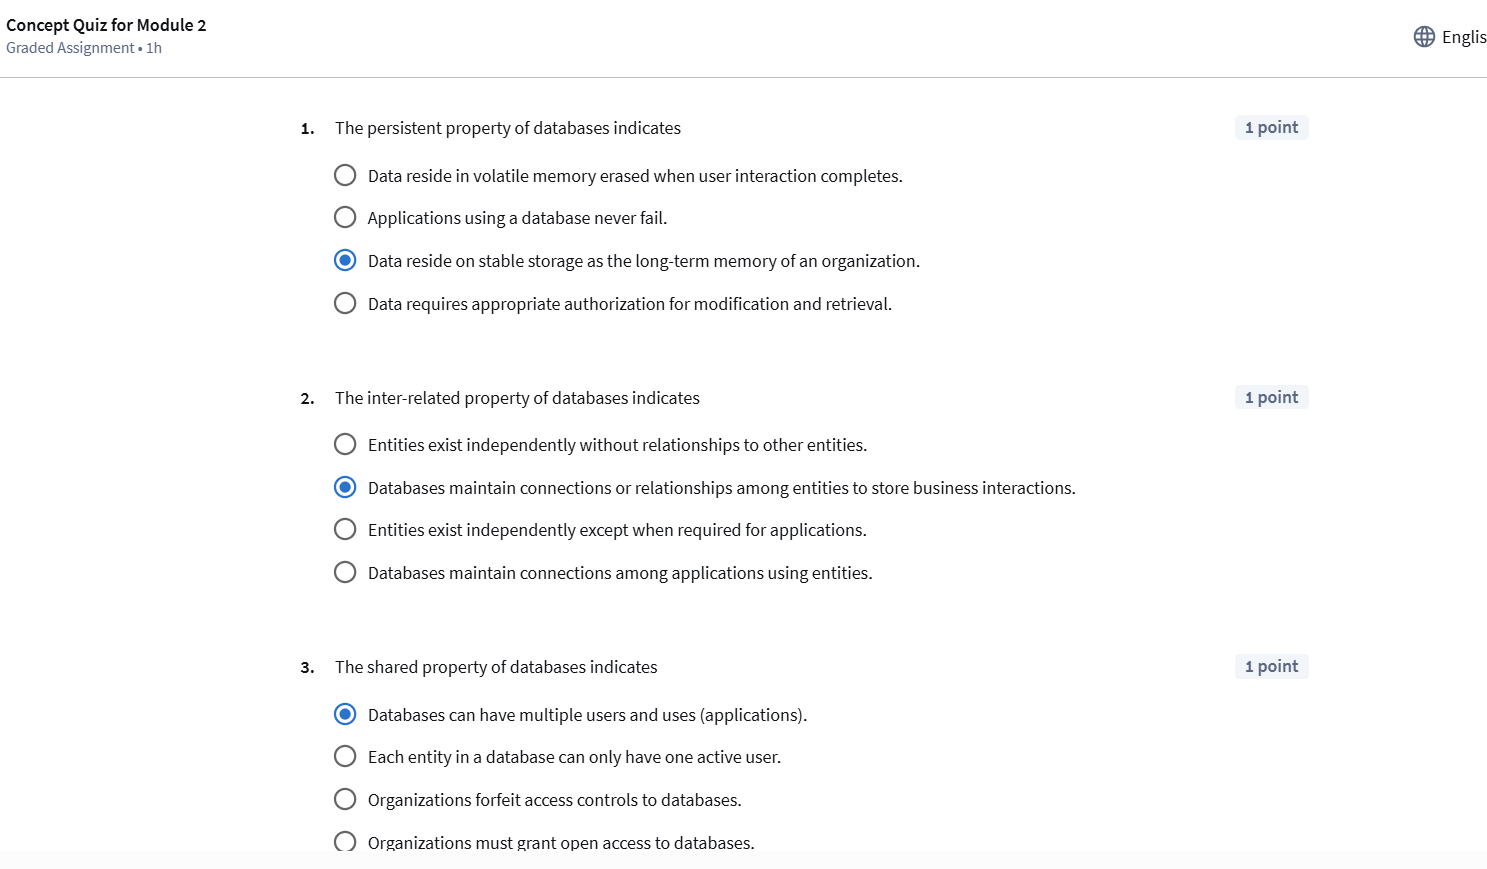 Concept Quiz for Module 2
Graded Assignment • 1h
Englis
1. The persistent property of databases indicates
1 point
Data reside in volatile memory erased when user interaction completes.
Applications using a database never fail.
Data reside on stable storage as the long-term memory of an organization.
Data requires appropriate authorization for modification and retrieval.
2. The inter-related property of databases indicates
1 point
Entities exist independently without relationships to other entities.
Databases maintain connections or relationships among entities to store business interactions.
Entities exist independently except when required for applications.
Databases maintain connections among applications using entities.
3. The shared property of databases indicates
1 point
Databases can have multiple users and uses (applications).
Each entity in a database can only have one active user.
Organizations forfeit access controls to databases.
Organizations must grant open access to databases.